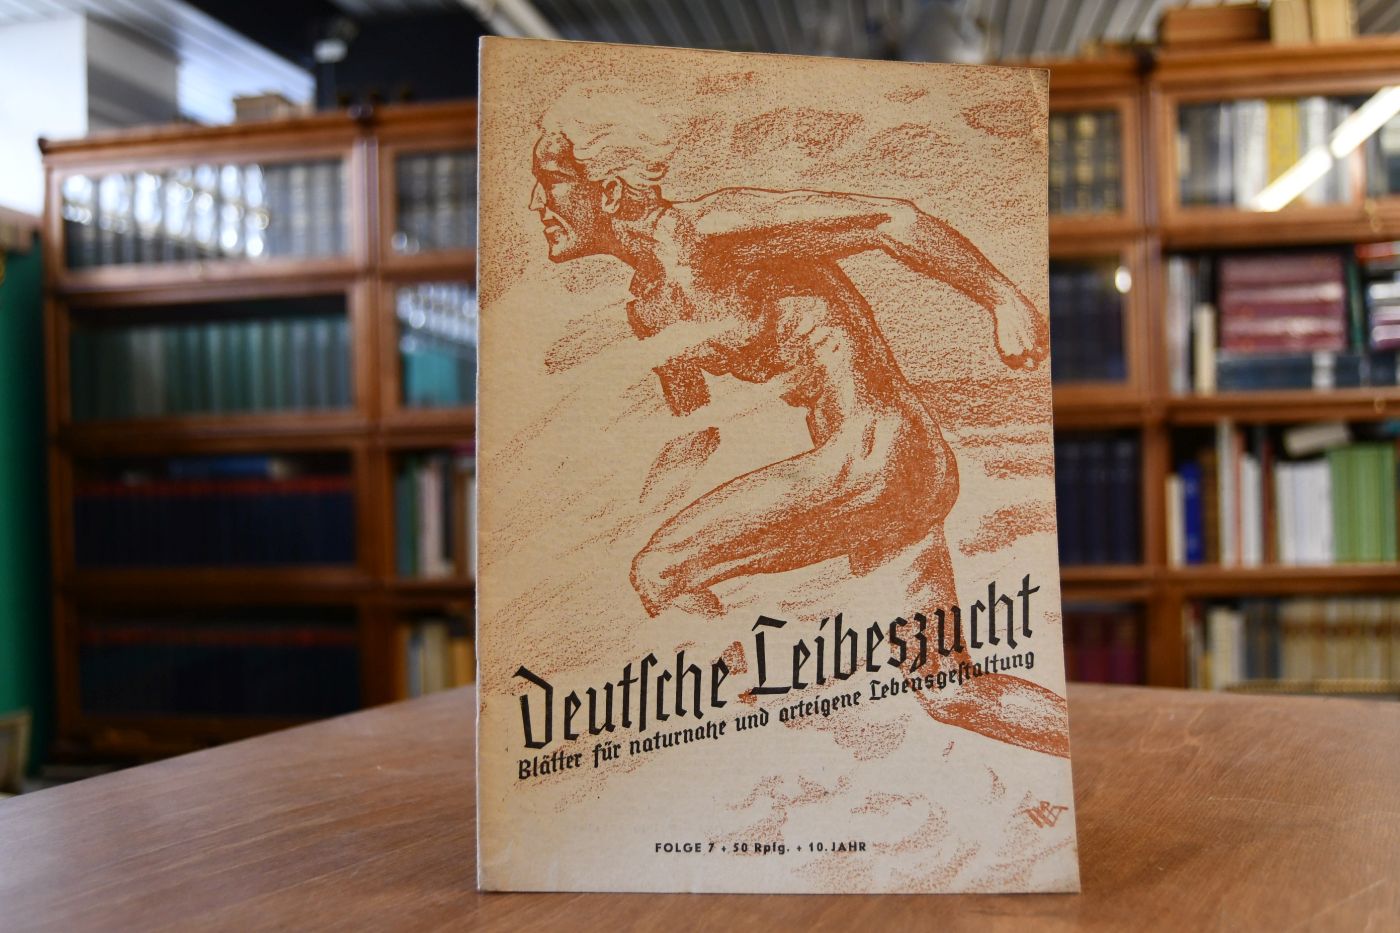 Deutsche Leibeszucht
Blätter für naturnahe und arteigene Lebensgestaltung
FOLGE 7 + 50 Rpfg. + 10. JAHR